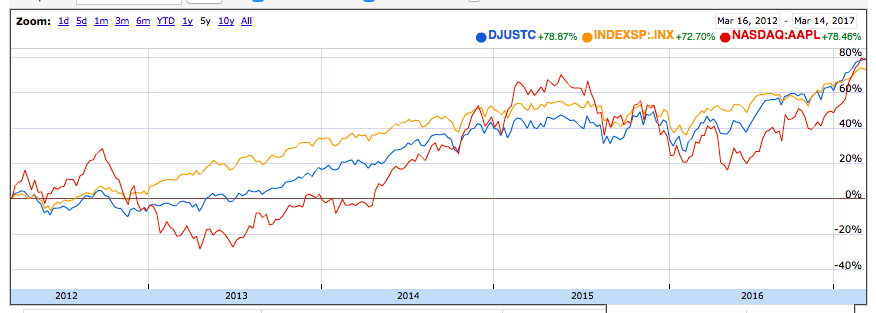 Zoom: 1d 5d 1m 3m 6m YTD 1y 5y 10y All
Mar 16, 2012 - Mar 14, 2017
DJUSTC +78.87% INDEXSP:.INX +72.70% NASDAQ:AAPL +78.46%
80%
60%
40%
20%
0%
-20%
-40%
2012 2013 2014 2015 2016